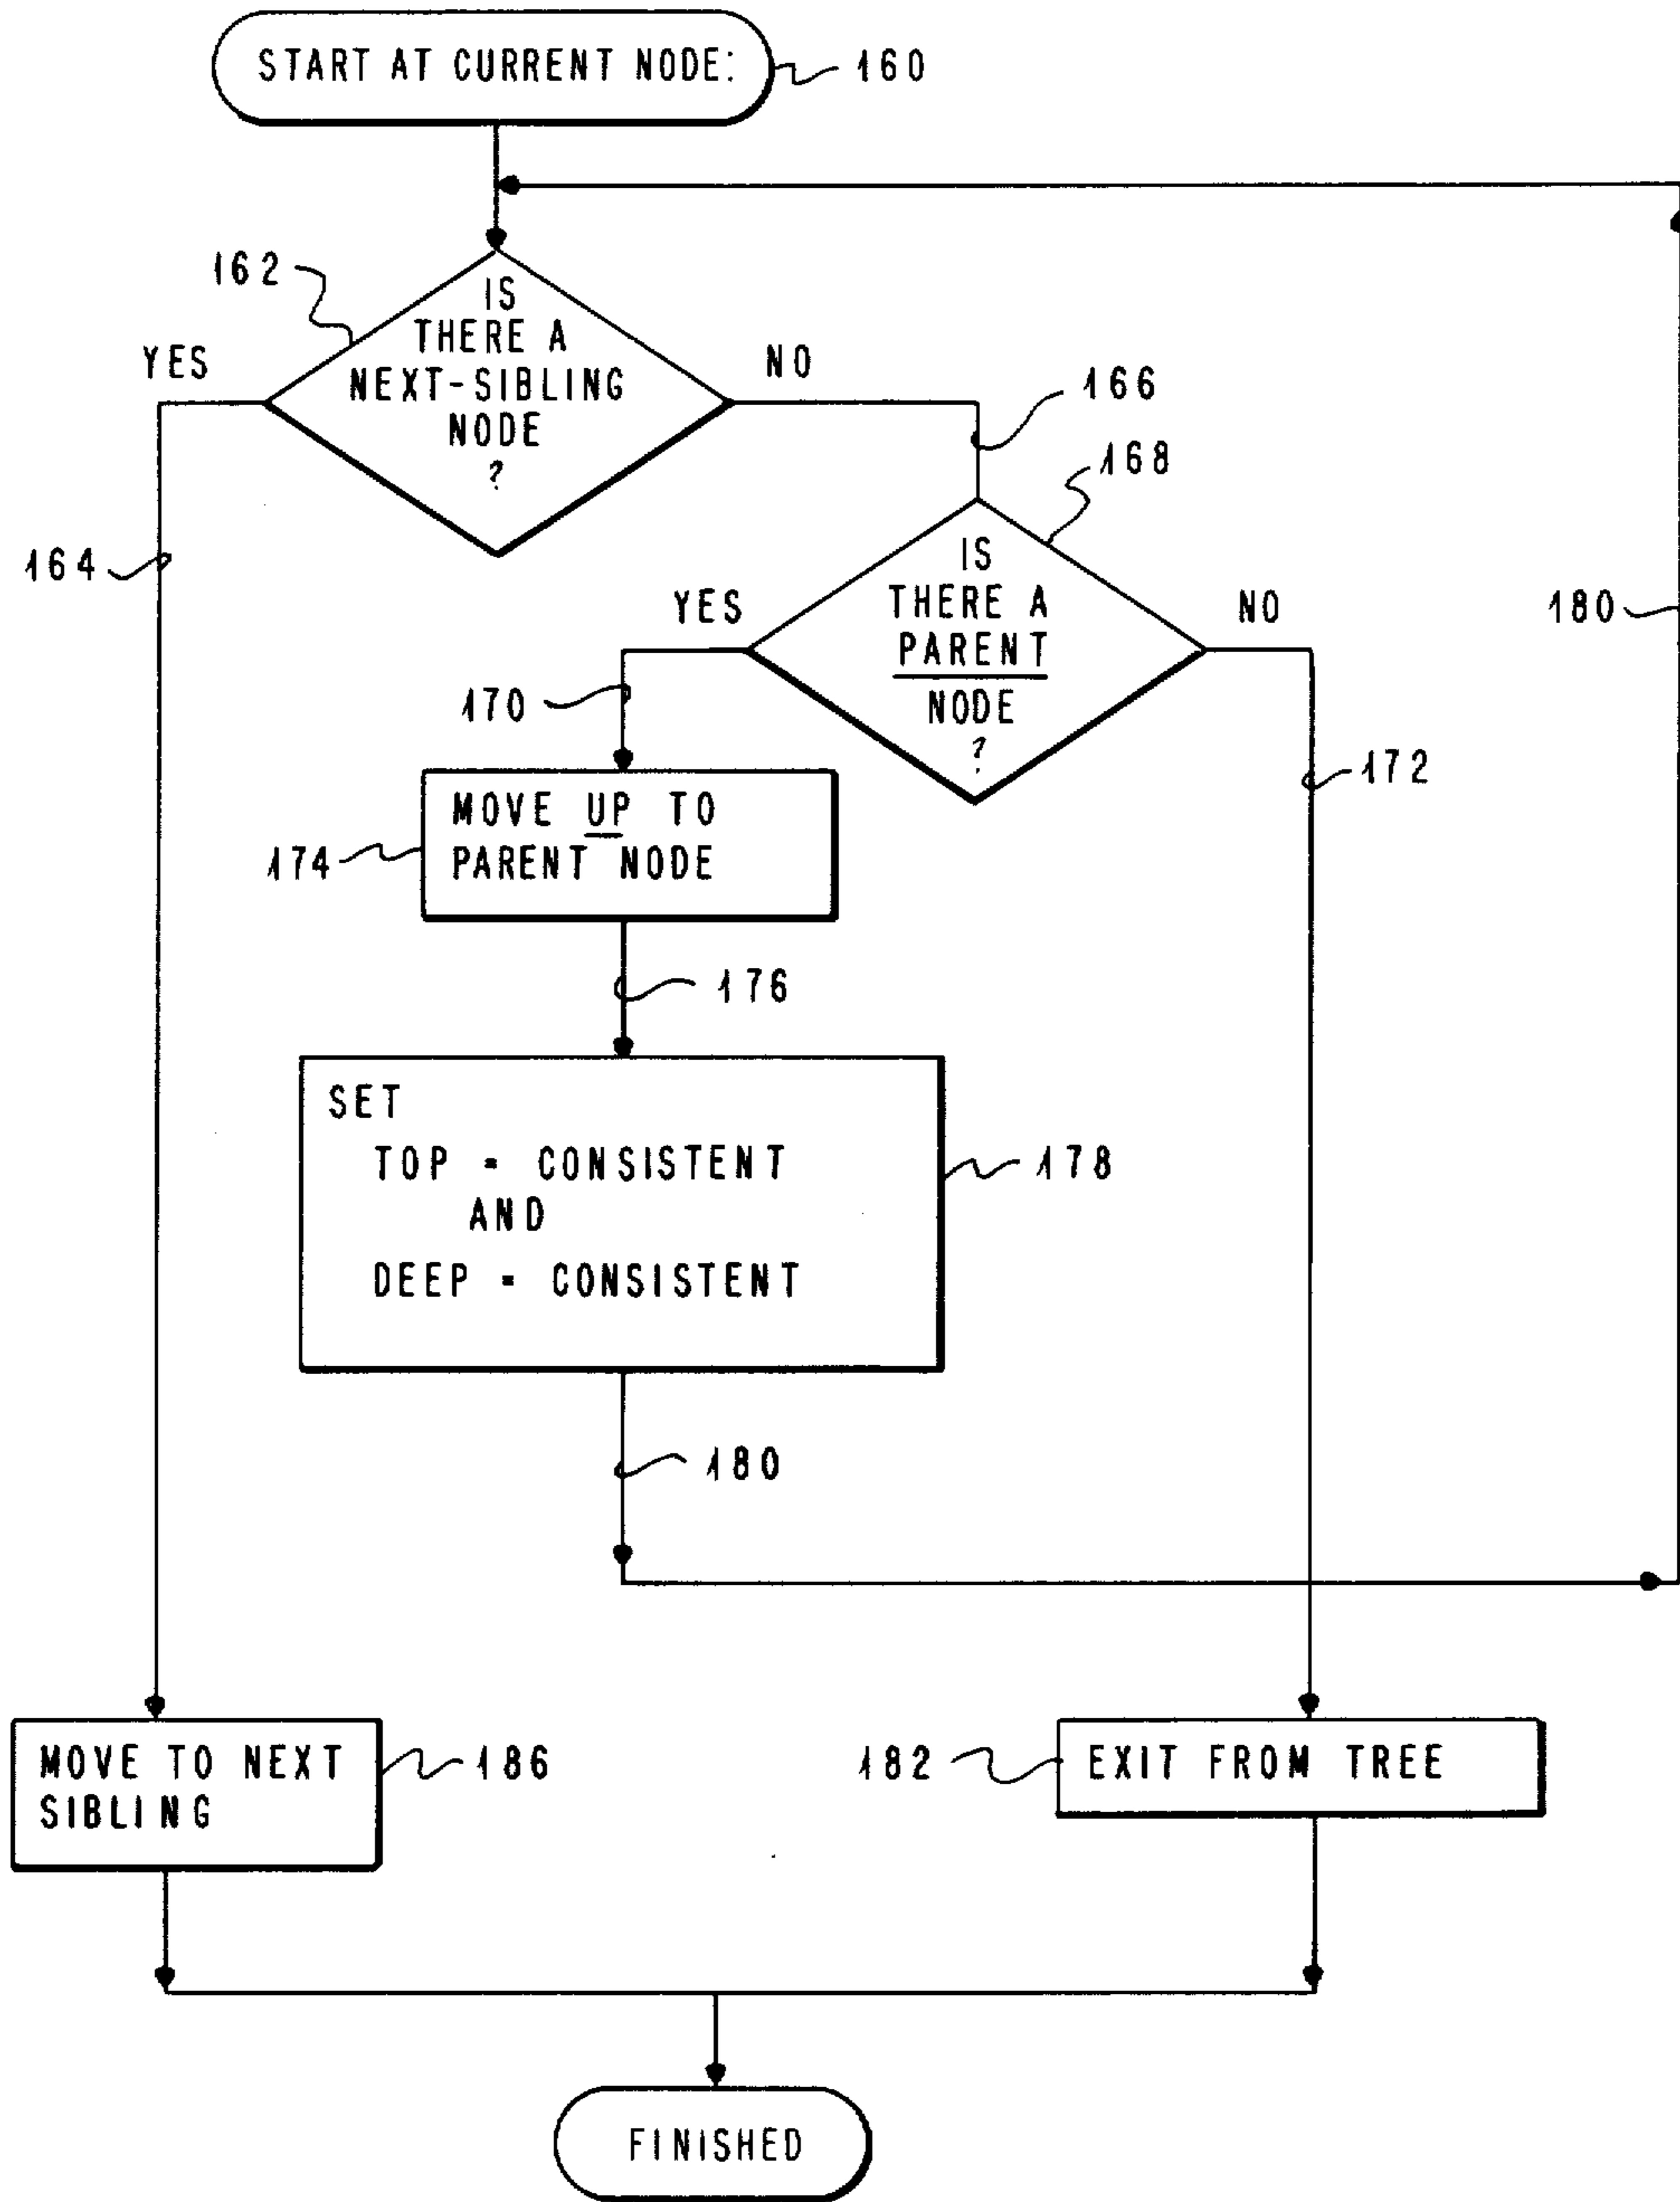 START AT CURRENT NODE:
160
162
IS
THERE A
NEXT-SIBLING
NODE
?
YES
NO
166
168
164
IS
THERE A
PARENT
NODE
?
YES
NO
180
170
172
MOVE UP TO
PARENT NODE
174
176
SET
TOP = CONSISTENT
AND
DEEP = CONSISTENT
178
180
MOVE TO NEXT
SIBLING
186
182
EXIT FROM TREE
FINISHED